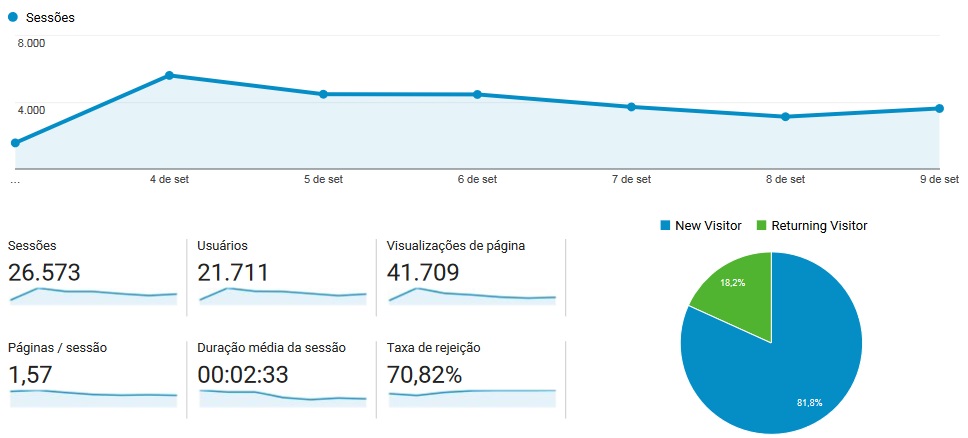 Sessões
8.000
4.000
... 4 de set 5 de set 6 de set 7 de set 8 de set 9 de set
New Visitor Returning Visitor
Sessões Usuários Visualizações de página
26.573 21.711 41.709
Páginas / sessão Duração média da sessão Taxa de rejeição
1,57 00:02:33 70,82%
18,2%
81,8%